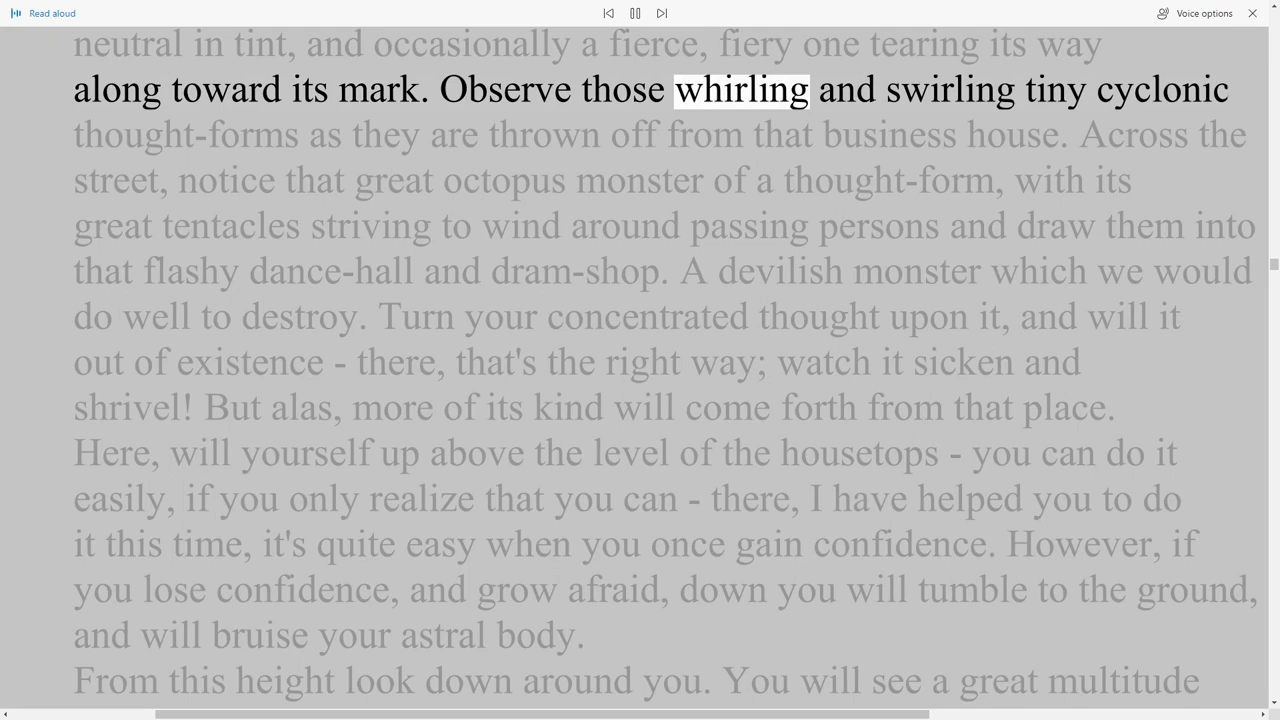 Read aloud
Voice options
neutral in tint, and occasionally a fierce, fiery one tearing its way
along toward its mark. Observe those whirling and swirling tiny cyclonic
thought-forms as they are thrown off from that business house. Across the
street, notice that great octopus monster of a thought-form, with its
great tentacles striving to wind around passing persons and draw them into
that flashy dance-hall and dram-shop. A devilish monster which we would
do well to destroy. Turn your concentrated thought upon it, and will it
out of existence - there, that's the right way; watch it sicken and
shrivel! But alas, more of its kind will come forth from that place.
Here, will yourself up above the level of the housetops - you can do it
easily, if you only realize that you can - there, I have helped you to do
it this time, it's quite easy when you once gain confidence. However, if
you lose confidence, and grow afraid, down you will tumble to the ground,
and will bruise your astral body.
From this height look down around you. You will see a great multitude